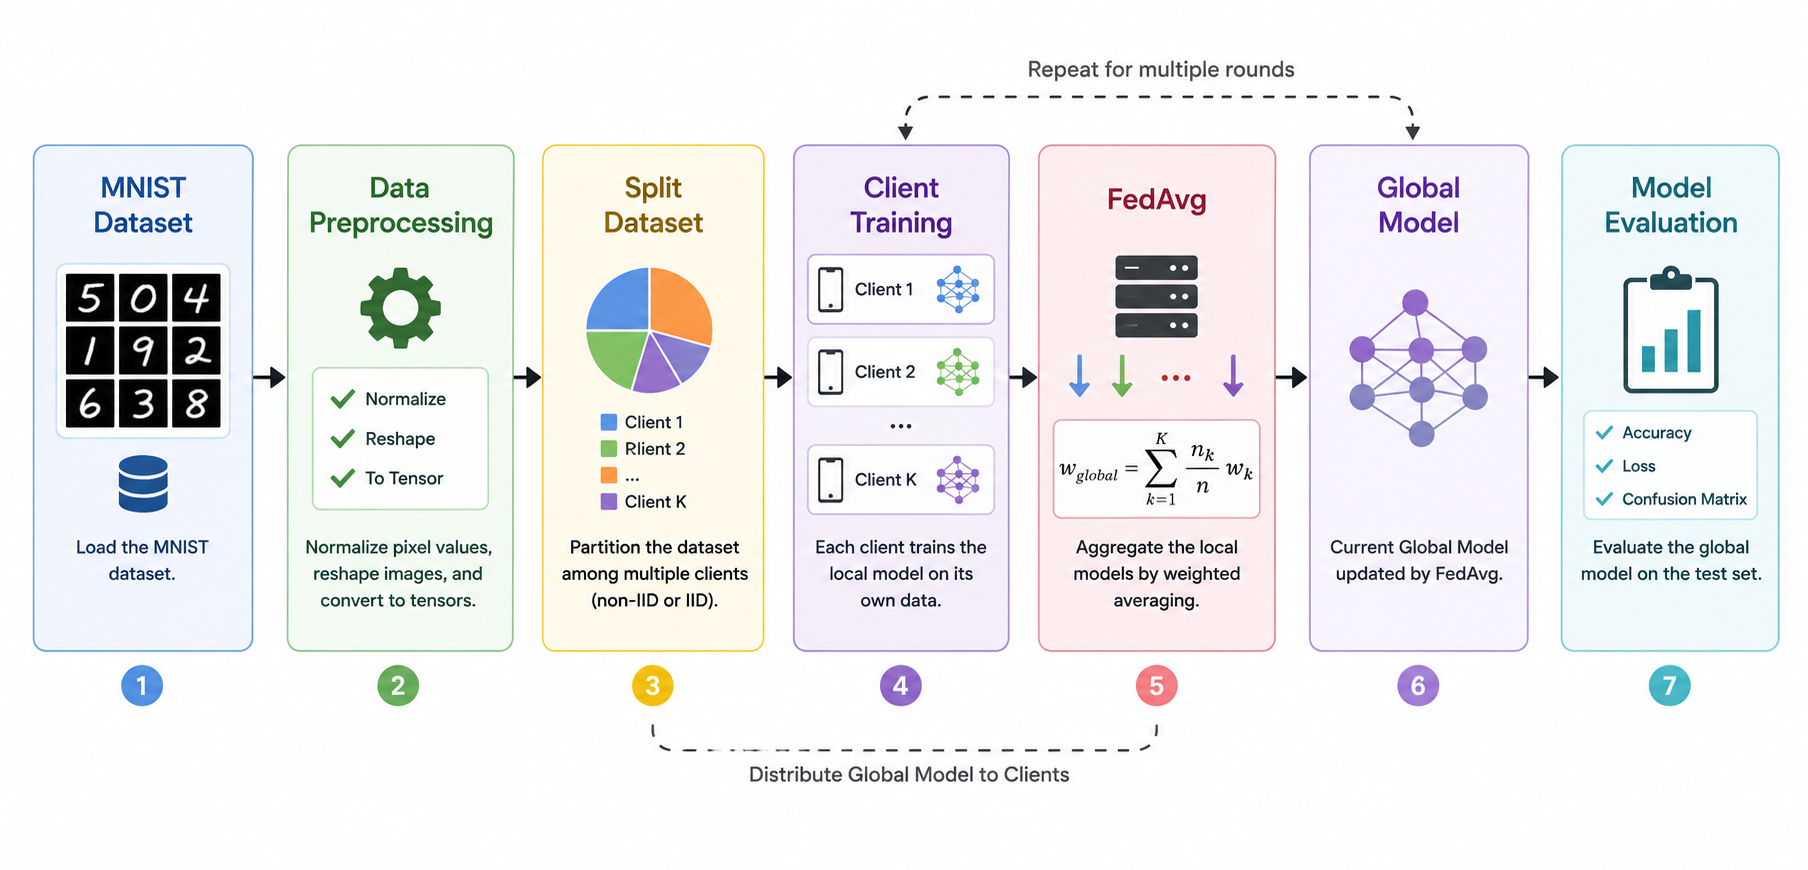 Repeat for multiple rounds
MNIST
Dataset
5 0 4
1 9 2
6 3 8
Load the MNIST
dataset.
1
Data
Preprocessing
Normalize
Reshape
To Tensor
Normalize pixel values,
reshape images, and
convert to tensors.
2
Split
Dataset
Client 1
Rlient 2
...
Client K
Partition the dataset
among multiple clients
(non-IID or IID).
3
Client
Training
Client 1
Client 2
...
Client K
Each client trains the
local model on its
own data.
4
FedAvg
...
w_global = ∑_{k=1}^{K} n_k/n w_k
Aggregate the local
models by weighted
averaging.
5
Global
Model
Current Global Model
updated by FedAvg.
6
Model
Evaluation
Accuracy
Loss
Confusion Matrix
Evaluate the global
model on the test set.
7
Distribute Global Model to Clients